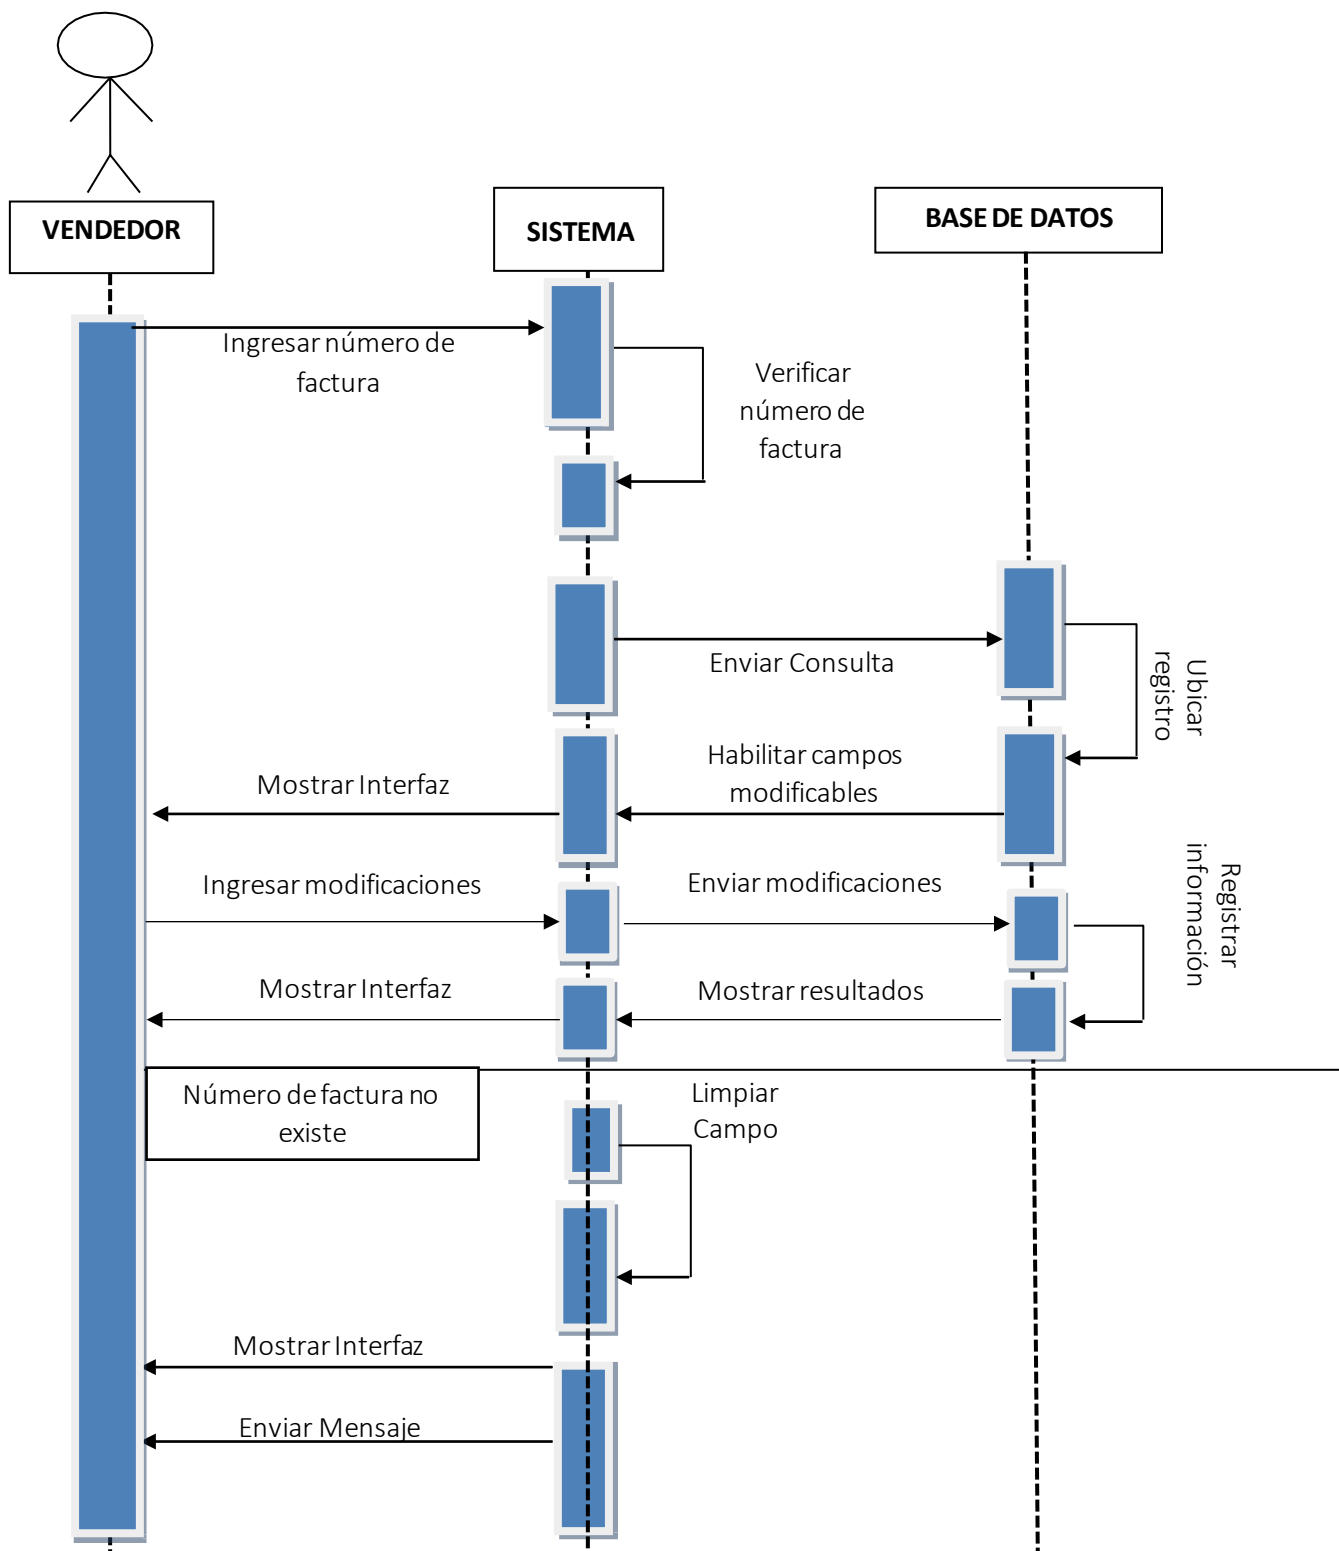 VENDEDOR
SISTEMA
BASE DE DATOS
Ingresar número de
factura
Verificar
número de
factura
Enviar Consulta
Ubicar
registro
Habilitar campos
modificables
Mostrar Interfaz
Ingresar modificaciones
Enviar modificaciones
Registrar
información
Mostrar Interfaz
Mostrar resultados
Número de factura no
existe
Limpiar
Campo
Mostrar Interfaz
Enviar Mensaje